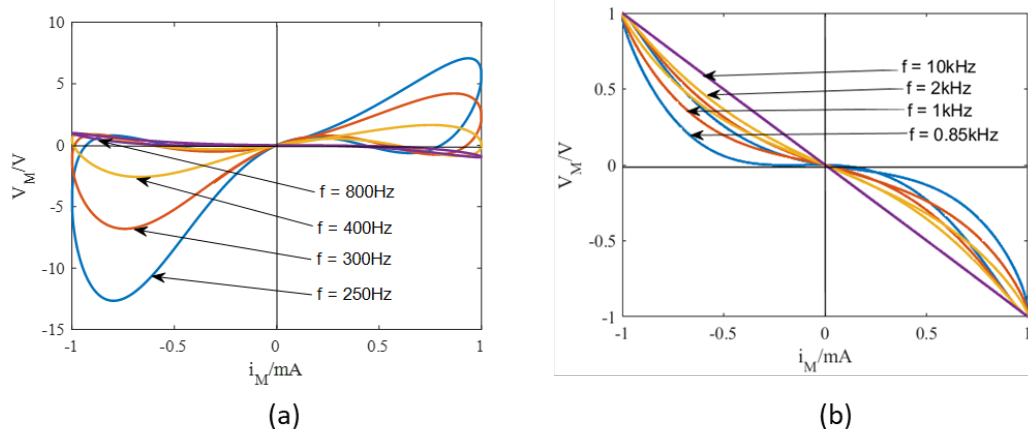 10
5
0
-5
-10
-15
V_M/V
f = 800Hz
f = 400Hz
f = 300Hz
f = 250Hz
-1 -0.5 0 0.5 1
i_M/mA
(a)
1
0.5
0
-0.5
-1
V_M/V
f = 10kHz
f = 2kHz
f = 1kHz
f = 0.85kHz
-1 -0.5 0 0.5 1
i_M/mA
(b)